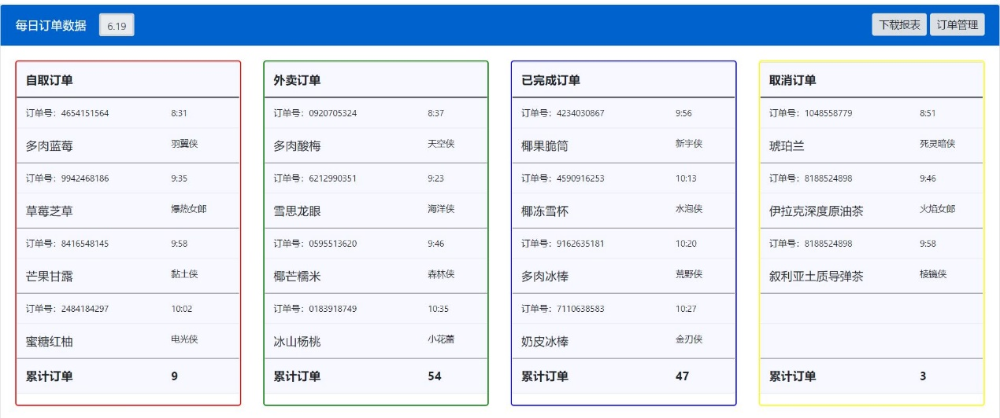 每日订单数据 6.19 下载报表 订单管理
自取订单
订单号：4654151564 8:31
多肉蓝莓 羽翼侠
订单号：9942468186 9:35
草莓芝草 爆热女郎
订单号：8416548145 9:58
芒果甘露 黏土侠
订单号：2484184297 10:02
蜜糖红柚 电光侠
累计订单 9
外卖订单
订单号：0920705324 8:37
多肉酸梅 天空侠
订单号：6212990351 9:23
雪思龙眼 海洋侠
订单号：0595513620 9:46
椰芒糯米 森林侠
订单号：0183918749 10:35
冰山杨桃 小花蕾
累计订单 54
已完成订单
订单号：4234030867 9:56
椰果脆筒 新宇侠
订单号：4590916253 10:13
椰冻雪杯 水泡侠
订单号：9162635181 10:20
多肉冰棒 荒野侠
订单号：7110638583 10:27
奶皮冰棒 金刃侠
累计订单 47
取消订单
订单号：1048558779 8:51
琥珀兰 死灵暗侠
订单号：8188524898 9:46
伊拉克深度原油茶 火焰女郎
订单号：8188524898 9:58
叙利亚土质导弹茶 棱镜侠
累计订单 3